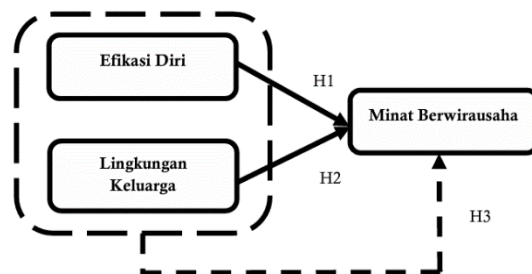 Efikasi Diri
H1
Minat Berwirausaha
Lingkungan
Keluarga
H2
H3